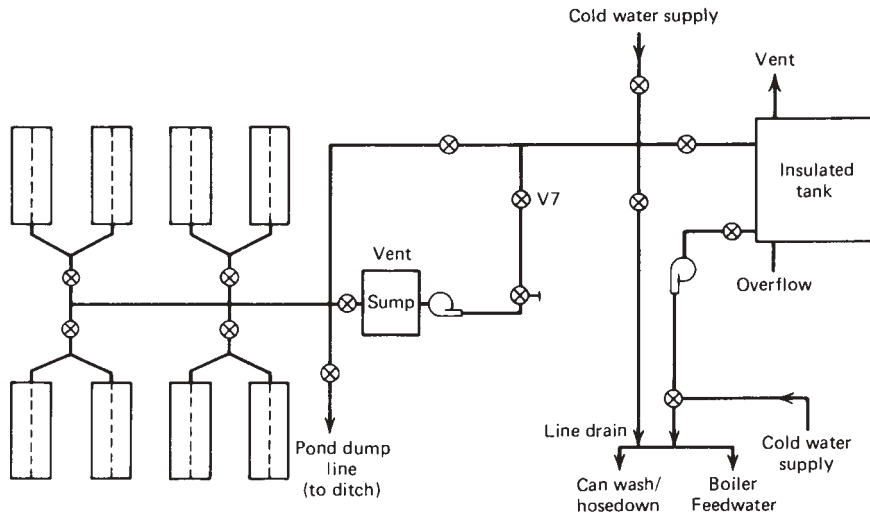 Cold water supply
Vent
Insulated
tank
V7
Vent
Sump
Overflow
Pond dump
line
(to ditch)
Line drain
Cold water
supply
Can wash/
hosedown
Boiler
Feedwater